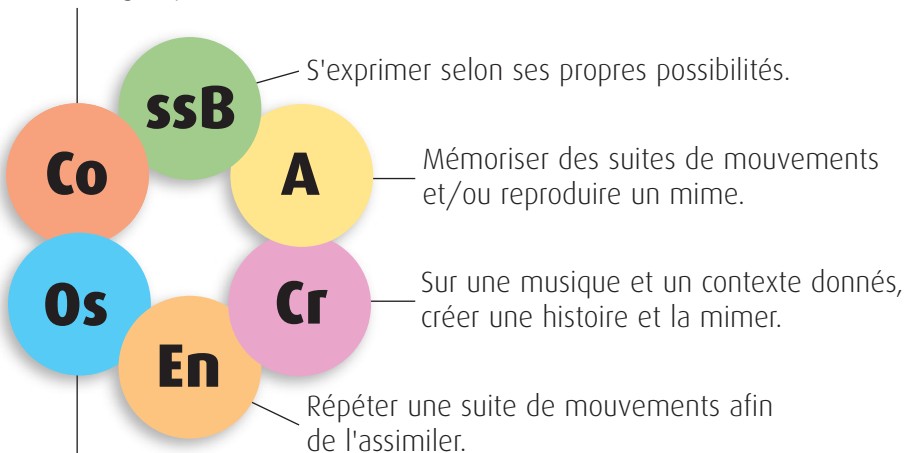 ssB
S'exprimer selon ses propres possibilités.
Co
A
Mémoriser des suites de mouvements
et/ou reproduire un mime.
Os
Cr
Sur une musique et un contexte donnés,
créer une histoire et la mimer.
En
Répéter une suite de mouvements afin
de l'assimiler.